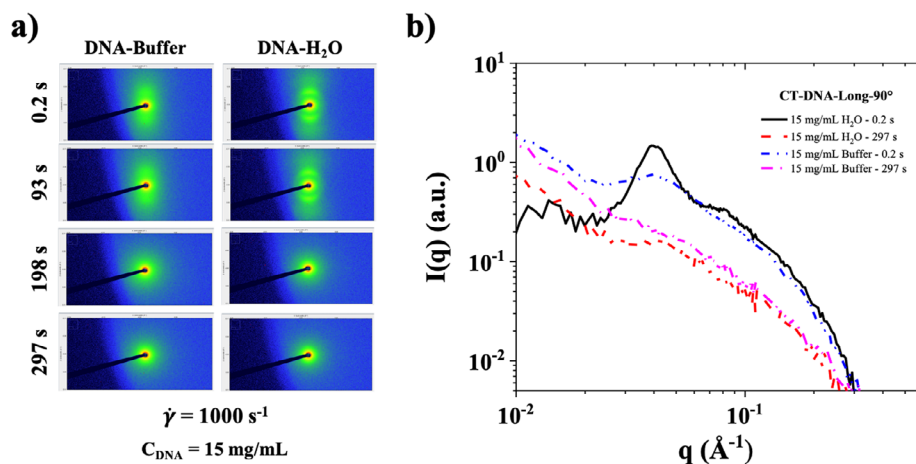 a)
DNA-Buffer
DNA-H₂O
0.2 s
93 s
198 s
297 s
γ̇ = 1000 s⁻¹
C_DNA = 15 mg/mL
b)
10¹
10⁰
10⁻¹
10⁻²
I(q) (a.u.)
CT-DNA-Long-90°
15 mg/mL H₂O - 0.2 s
15 mg/mL H₂O - 297 s
15 mg/mL Buffer - 0.2 s
15 mg/mL Buffer - 297 s
10⁻²
10⁻¹
q (Å⁻¹)